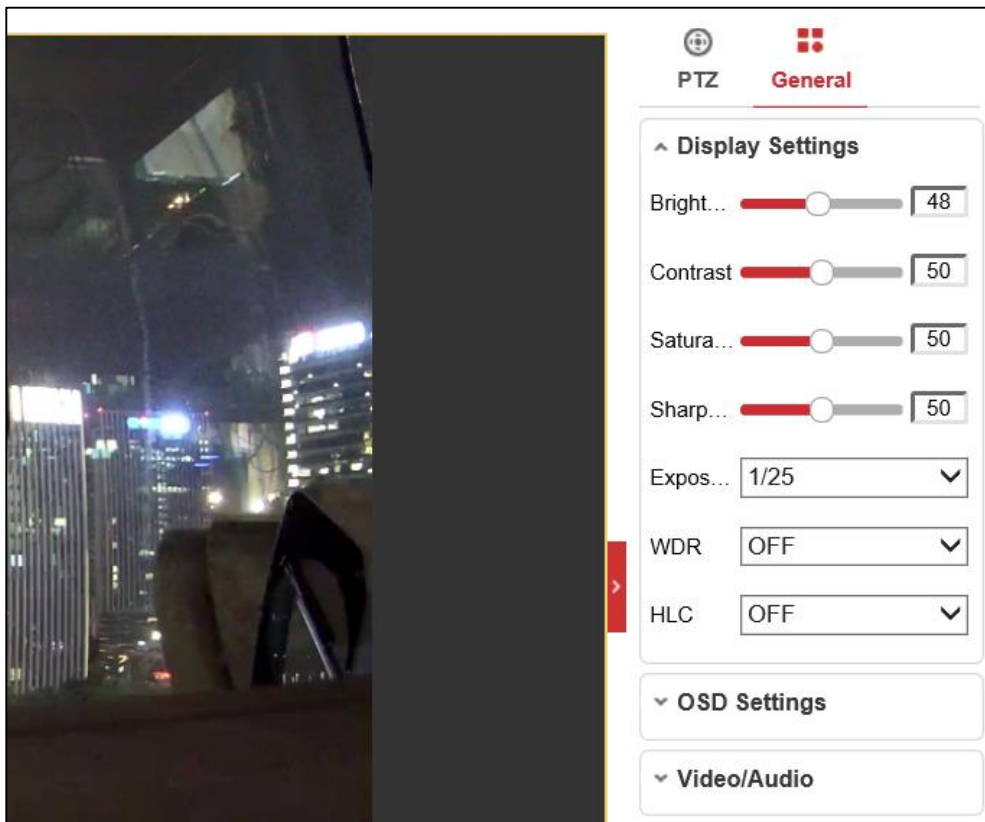 PTZ
General
Display Settings
Bright... 48
Contrast 50
Satura... 50
Sharp... 50
Expos... 1/25
WDR OFF
HLC OFF
OSD Settings
Video/Audio